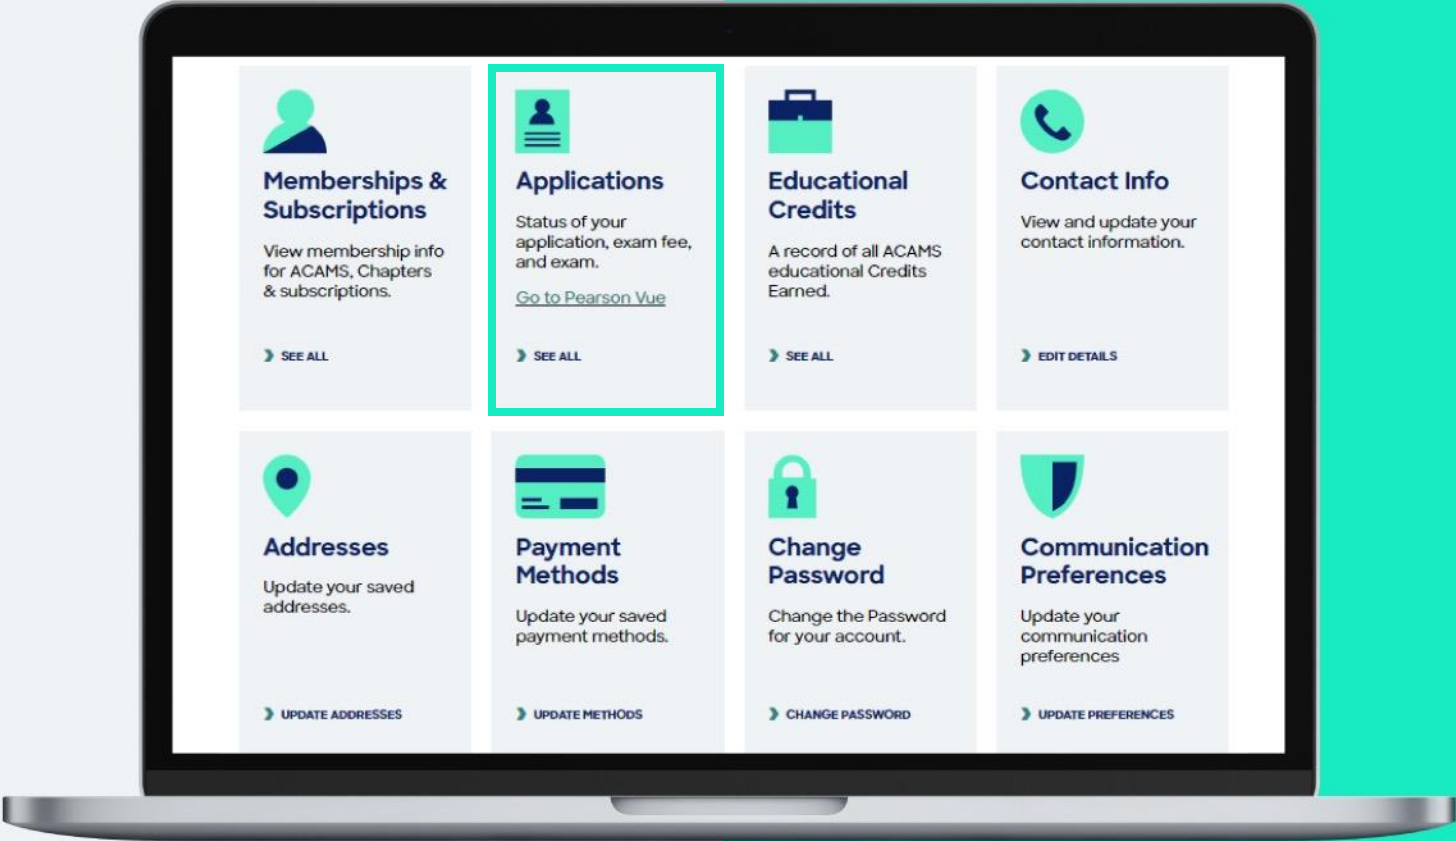 Memberships &
Subscriptions
View membership info
for ACAMS, Chapters
& subscriptions.
SEE ALL
Applications
Status of your
application, exam fee,
and exam.
Go to Pearson Vue
SEE ALL
Educational
Credits
A record of all ACAMS
educational Credits
Earned.
SEE ALL
Contact Info
View and update your
contact information.
EDIT DETAILS
Addresses
Update your saved
addresses.
UPDATE ADDRESSES
Payment
Methods
Update your saved
payment methods.
UPDATE METHODS
Change
Password
Change the Password
for your account.
CHANGE PASSWORD
Communication
Preferences
Update your
communication
preferences
UPDATE PREFERENCES